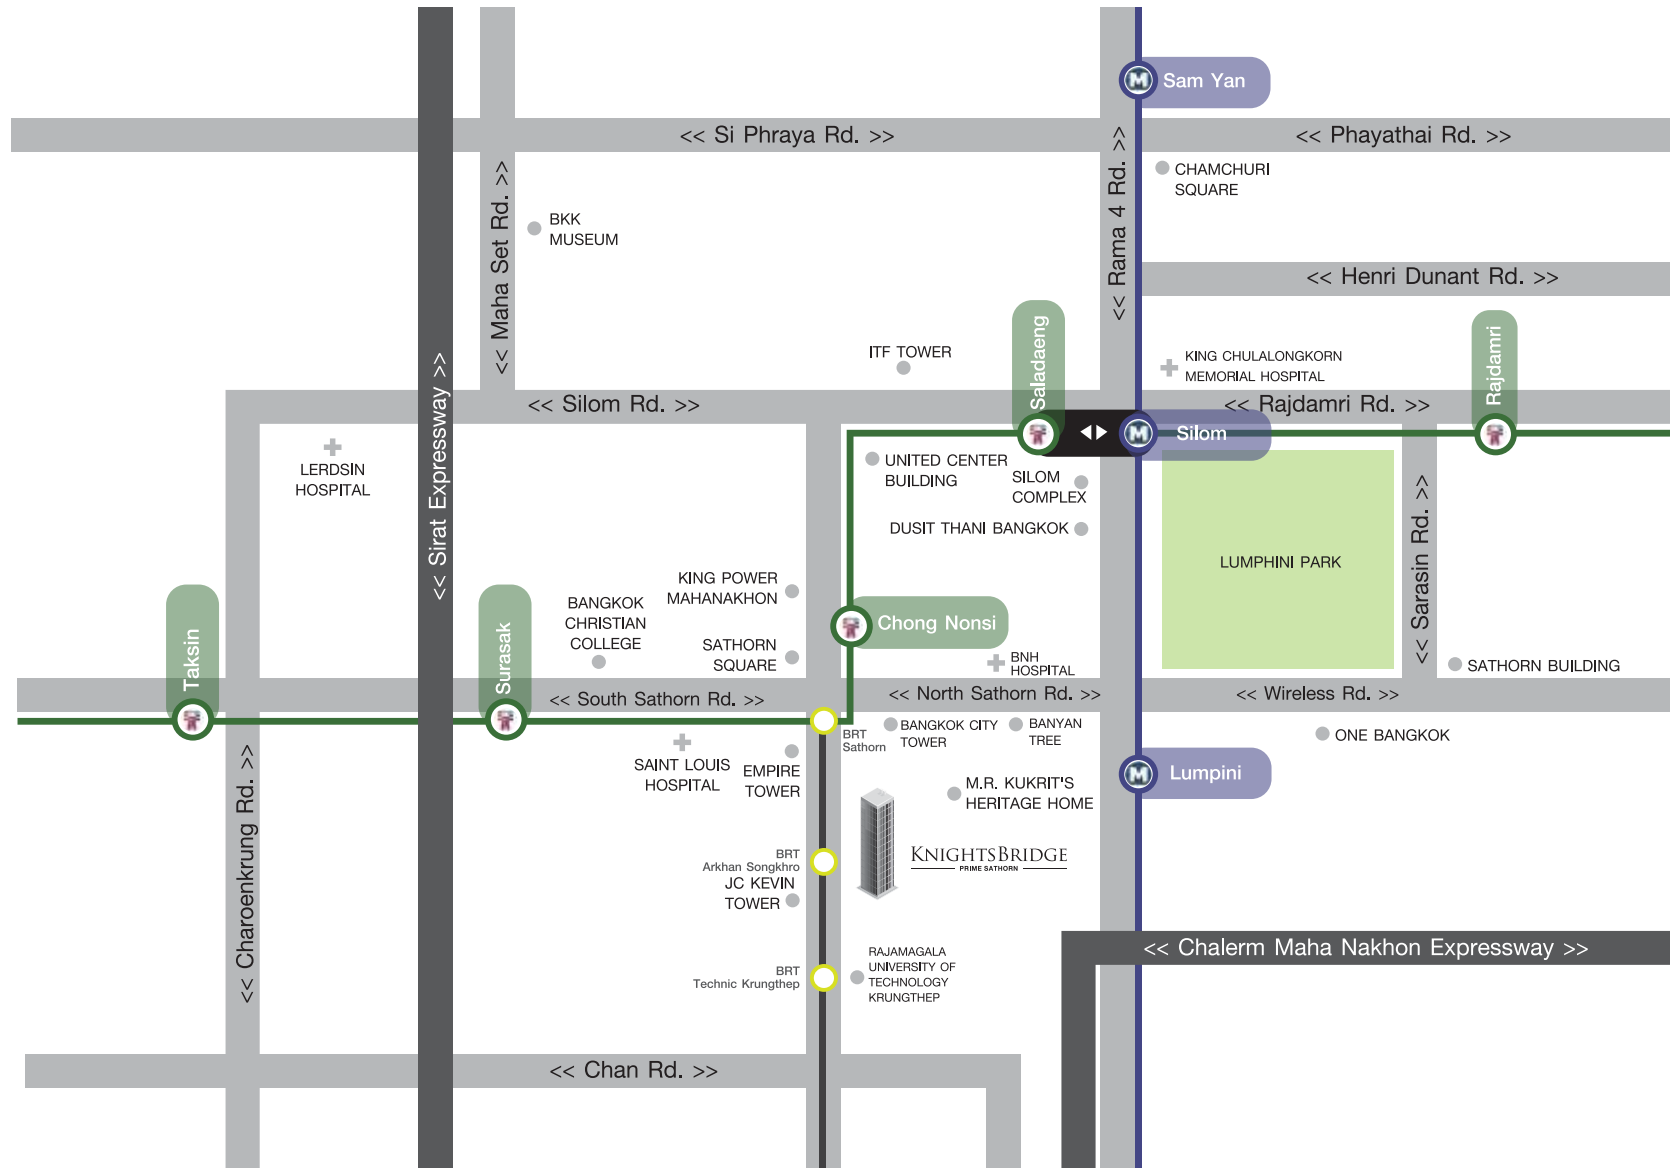 Sam Yan
<< Si Phraya Rd. >>
<< Phayathai Rd. >>
<< Maha Set Rd. >>
<< Rama 4 Rd. >>
CHAMCHURI
SQUARE
BKK
MUSEUM
<< Henri Dunant Rd. >>
ITF TOWER
Saladaeng
KING CHULALONGKORN
MEMORIAL HOSPITAL
Rajdamri
<< Sirat Expressway >>
<< Silom Rd. >>
<< Rajdamri Rd. >>
Silom
LERDSIN
HOSPITAL
UNITED CENTER
BUILDING
SILOM
COMPLEX
DUSIT THANI BANGKOK
LUMPHINI PARK
<< Sarasin Rd. >>
KING POWER
MAHANAKHON
BANGKOK
CHRISTIAN
COLLEGE
SATHORN
SQUARE
Chong Nonsi
BNH
HOSPITAL
SATHORN BUILDING
Taksin
Surasak
<< South Sathorn Rd. >>
<< North Sathorn Rd. >>
<< Wireless Rd. >>
BRT
Sathorn
BANGKOK CITY
TOWER
BANYAN
TREE
ONE BANGKOK
SAINT LOUIS
HOSPITAL
EMPIRE
TOWER
M
Lumpini
M.R. KUKRIT'S
HERITAGE HOME
<< Charoenkrung Rd. >>
KNIGHTSBRIDGE
PRIME SATHORN
BRT
Arkhan Songkhro
JC KEVIN
TOWER
<< Chalerm Maha Nakhon Expressway >>
RAJAMAGALA
UNIVERSITY OF
TECHNOLOGY
KRUNGTHEP
BRT
Technic Krungthep
<< Chan Rd. >>